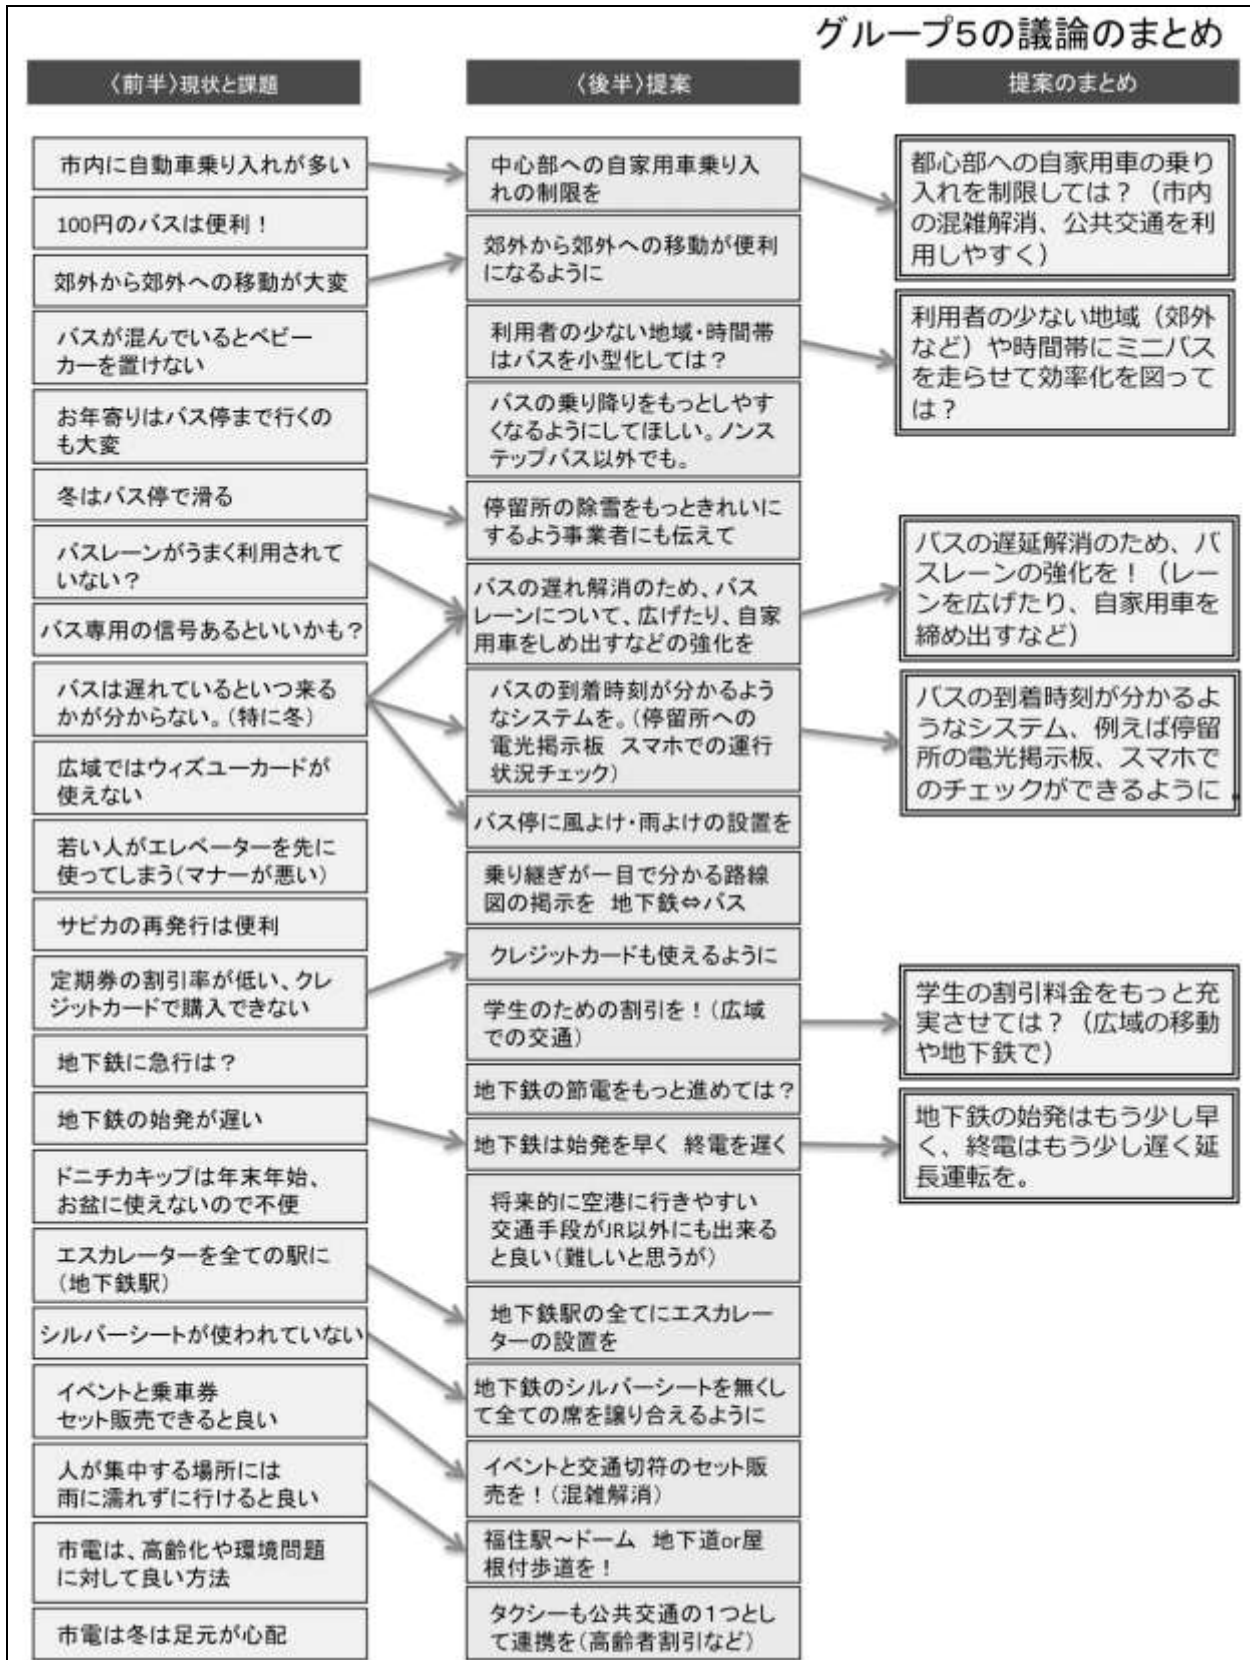 グループ5の議論のまとめ
〈前半〉現状と課題
市内に自動車乗り入れが多い
100円のバスは便利！
郊外から郊外への移動が大変
バスが混んでいるとベビー
カーを置けない
お年寄りはバス停まで行くの
も大変
冬はバス停で滑る
バスレーンがうまく利用されて
いない？
バス専用の信号あるといいかも？
バスは遅れているといつ来る
かが分からない。（特に冬）
広域ではウィズユーカードが
使えない
若い人がエレベーターを先に
使ってしまう（マナーが悪い）
サピカの再発行は便利
定期券の割引率が低い、クレ
ジットカードで購入できない
地下鉄に急行は？
地下鉄の始発が遅い
ドニチカキップは年末年始、
お盆に使えないので不便
エスカレーターを全ての駅に
（地下鉄駅）
シルバーシートが使われていない
イベントと乗車券
セット販売できると良い
人が集中する場所には
雨に濡れずに行けると良い
市電は、高齢化や環境問題
に対して良い方法
市電は冬は足元が心配
〈後半〉提案
中心部への自家用車乗り入
れの制限を
郊外から郊外への移動が便利
になるように
利用者の少ない地域・時間帯
はバスを小型化しては？
バスの乗り降りをもっとしやす
くなるようにしてほしい。ノンス
テップバス以外でも。
停留所の除雪をもっときれいに
するよう事業者にも伝えて
バスの遅れ解消のため、バス
レーンについて、広げたり、自家
用車をしめ出すなどの強化を
バスの到着時刻が分かるよう
なシステムを。（停留所への
電光掲示板 スマホでの運行
状況チェック）
バス停に風よけ・雨よけの設置を
乗り継ぎが一目で分かる路線
図の掲示を 地下鉄⇔バス
クレジットカードも使えるように
学生のための割引を！（広域
での交通）
地下鉄の節電をもっと進めては？
地下鉄は始発を早く 終電を遅く
将来的に空港に行きやすい
交通手段がJR以外にも出来る
と良い（難しいと思うが）
地下鉄駅の全てにエスカレー
ターの設置を
地下鉄のシルバーシートを無くし
て全ての席を譲り合えるように
イベントと交通切符のセット販
売を！（混雑解消）
福住駅～ドーム 地下道or屋
根付歩道を！
タクシーも公共交通の１つとし
て連携を（高齢者割引など）
提案のまとめ
都心部への自家用車の乗り
入れを制限しては？（市内
の混雑解消、公共交通を利
用しやすく）
利用者の少ない地域（郊外
など）や時間帯にミニバス
を走らせて効率化を図って
は？
バスの遅延解消のため、バ
スレーンの強化を！（レー
ンを広げたり、自家用車を
締め出すなど）
バスの到着時刻が分かるよ
うなシステム、例えば停留
所の電光掲示板、スマホで
のチェックができるように．
学生の割引料金をもっと充
実させては？（広域の移動
や地下鉄で）
地下鉄の始発はもう少し早
く、終電はもう少し遅く延
長運転を。